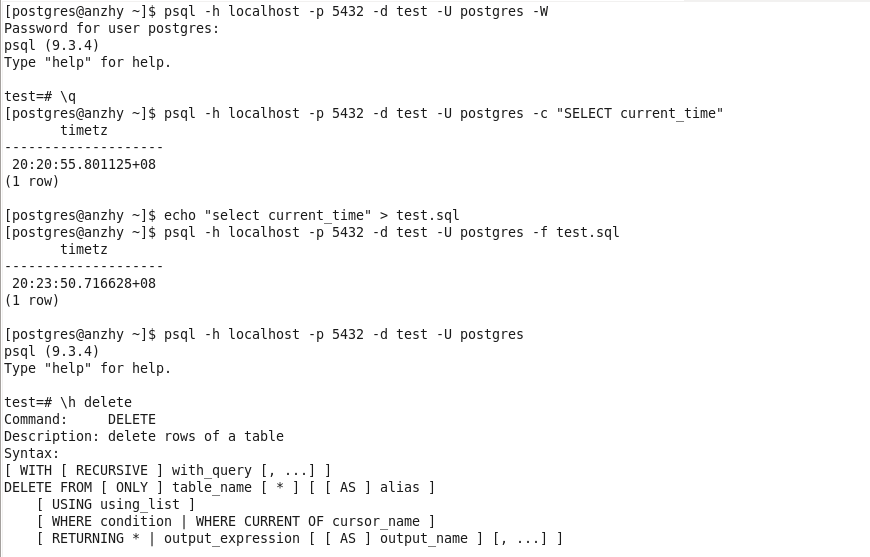 [postgres@anzhy ~]$ psql -h localhost -p 5432 -d test -U postgres -W
Password for user postgres:
psql (9.3.4)
Type "help" for help.
test=# \q
[postgres@anzhy ~]$ psql -h localhost -p 5432 -d test -U postgres -c "SELECT current_time"
timetz
--------------------
20:20:55.801125+08
(1 row)
[postgres@anzhy ~]$ echo "select current_time" > test.sql
[postgres@anzhy ~]$ psql -h localhost -p 5432 -d test -U postgres -f test.sql
timetz
--------------------
20:23:50.716628+08
(1 row)
[postgres@anzhy ~]$ psql -h localhost -p 5432 -d test -U postgres
psql (9.3.4)
Type "help" for help.
test=# \h delete
Command:     DELETE
Description: delete rows of a table
Syntax:
[ WITH [ RECURSIVE ] with_query [, ...] ]
DELETE FROM [ ONLY ] table_name [ * ] [ [ AS ] alias ]
    [ USING using_list ]
    [ WHERE condition | WHERE CURRENT OF cursor_name ]
    [ RETURNING * | output_expression [ [ AS ] output_name ] [, ...] ]